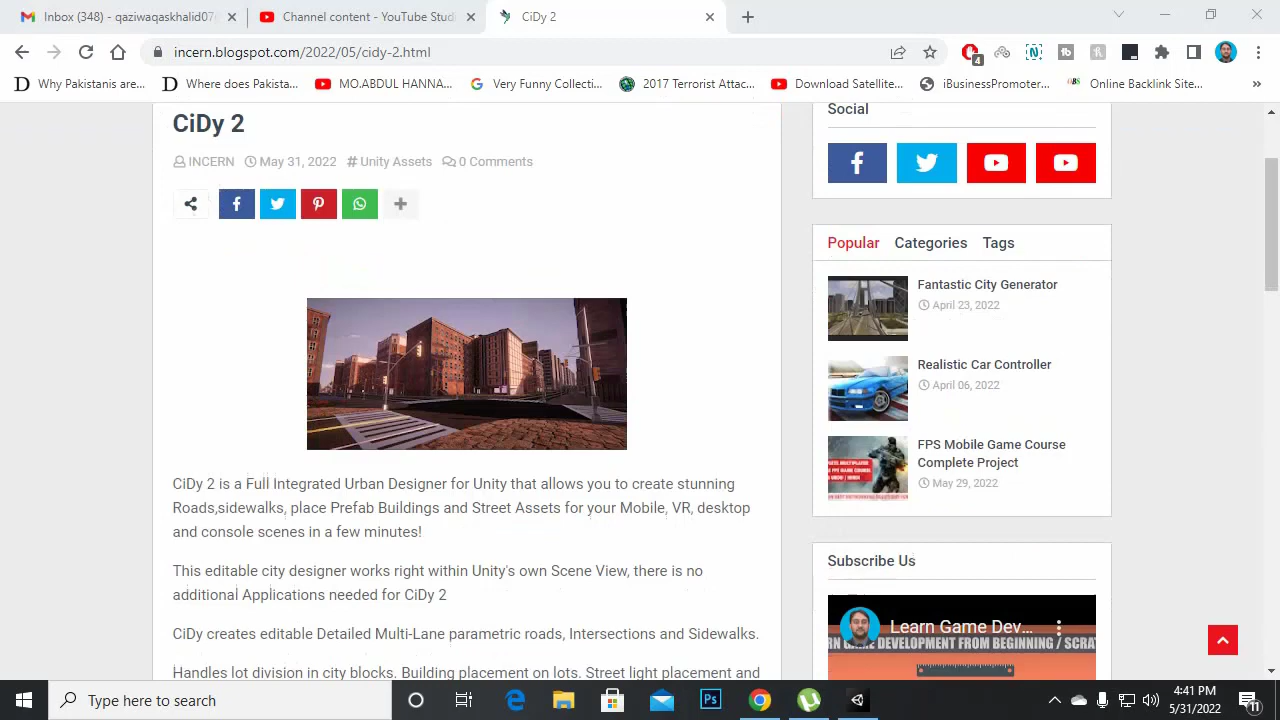 Inbox (348) - qaziwaqaskhalid07
Channel content - YouTube Studi
CiDy 2
incern.blogspot.com/2022/05/cidy-2.html
4
Why Pakistanis are...
Where does Pakista...
MO.ABDUL HANNA...
Very Funny Collecti...
2017 Terrorist Attac...
Download Satellite...
iBusinessPromoter...
Online Backlink Site...
»
CiDy 2
INCERN May 31, 2022 # Unity Assets 0 Comments
CiDy 2 is a Full Integrated Urban Designer for Unity that allows you to create stunning
Roads,sidewalks, place Prefab Buildings and Street Assets for your Mobile, VR, desktop
and console scenes in a few minutes!
This editable city designer works right within Unity's own Scene View, there is no
additional Applications needed for CiDy 2
CiDy creates editable Detailed Multi-Lane parametric roads, Intersections and Sidewalks.
Handles lot division in city blocks. Building placement on lots. Street light placement and
Social
Popular Categories Tags
Fantastic City Generator
April 23, 2022
Realistic Car Controller
April 06, 2022
FPS Mobile Game Course
Complete Project
May 29, 2022
Subscribe Us
Learn Game Dev...
RN GAME DEVELOPMENT FROM BEGINNING / SCRAT
Type here to search
Ps
4:41 PM
5/31/2022
11